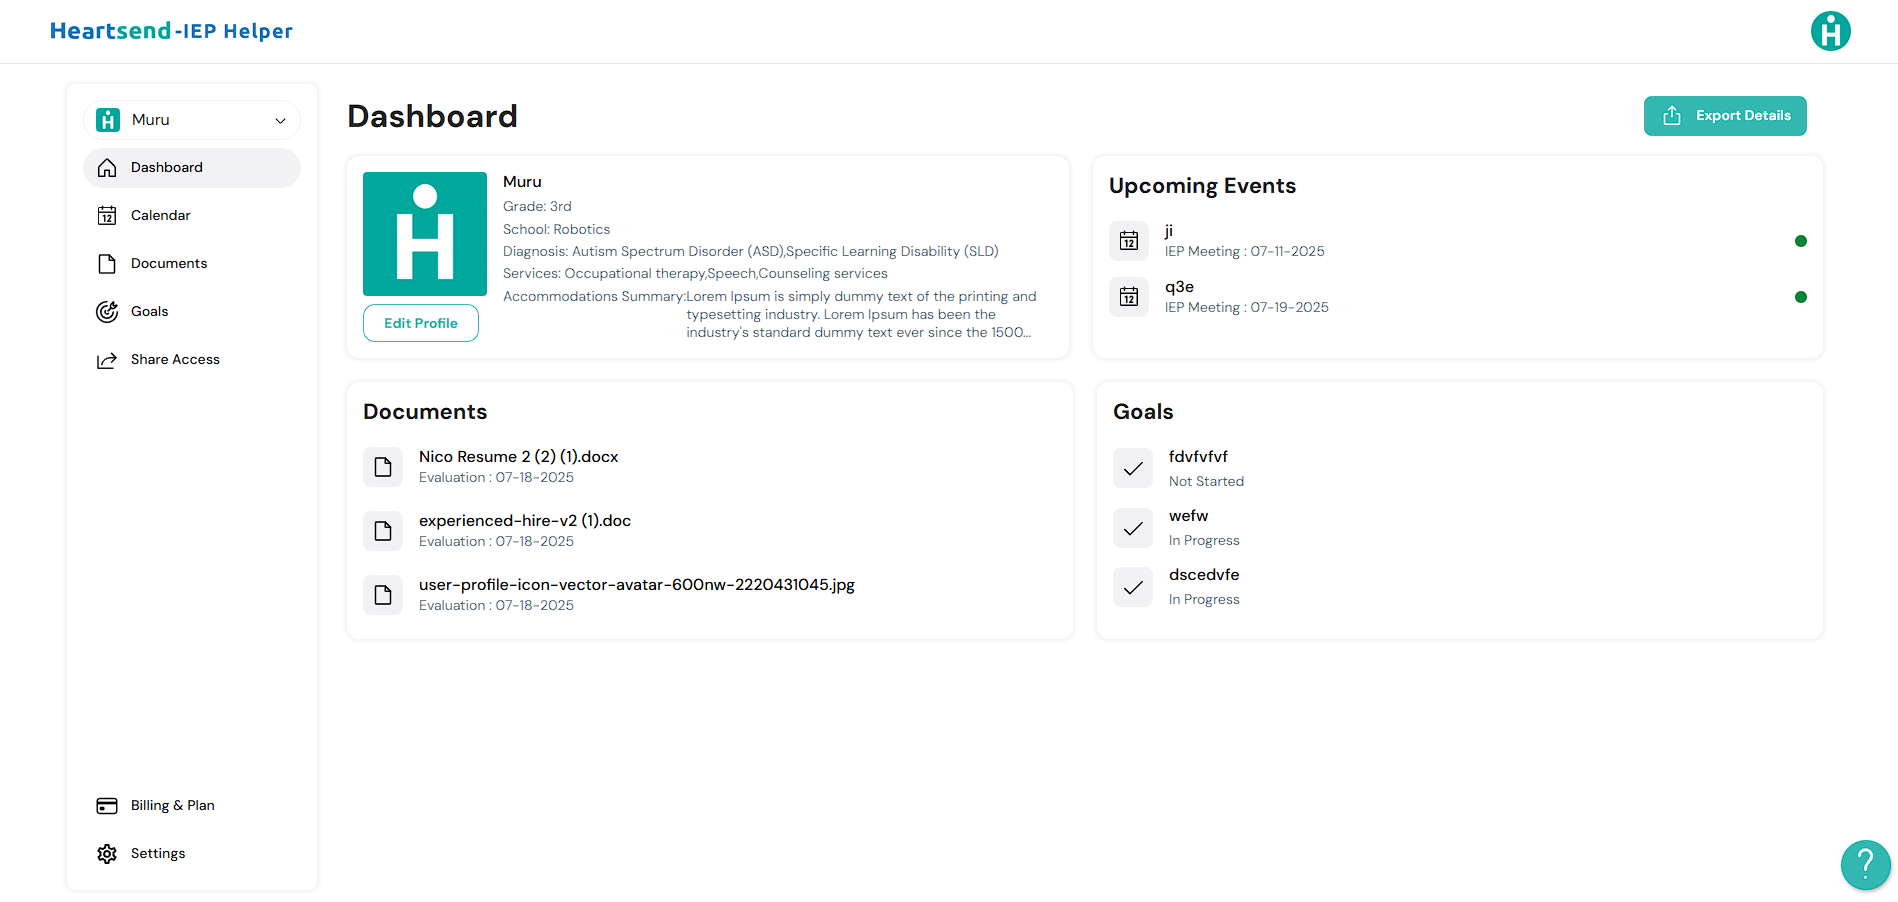 Heartsend-IEP Helper
Muru
Dashboard
Calendar
Documents
Goals
Share Access
Billing & Plan
Settings
Dashboard
Export Details
Muru
Grade: 3rd
School: Robotics
Diagnosis: Autism Spectrum Disorder (ASD),Specific Learning Disability (SLD)
Services: Occupational therapy,Speech,Counseling services
Accommodations Summary:Lorem Ipsum is simply dummy text of the printing and
typesetting industry. Lorem Ipsum has been the
industry's standard dummy text ever since the 1500...
Edit Profile
Upcoming Events
12
ji
IEP Meeting : 07-11-2025
12
q3e
IEP Meeting : 07-19-2025
Documents
Nico Resume 2 (2) (1).docx
Evaluation : 07-18-2025
experienced-hire-v2 (1).doc
Evaluation : 07-18-2025
user-profile-icon-vector-avatar-600nw-2220431045.jpg
Evaluation : 07-18-2025
Goals
fdvfvfvf
Not Started
wefw
In Progress
dscedvfe
In Progress
?